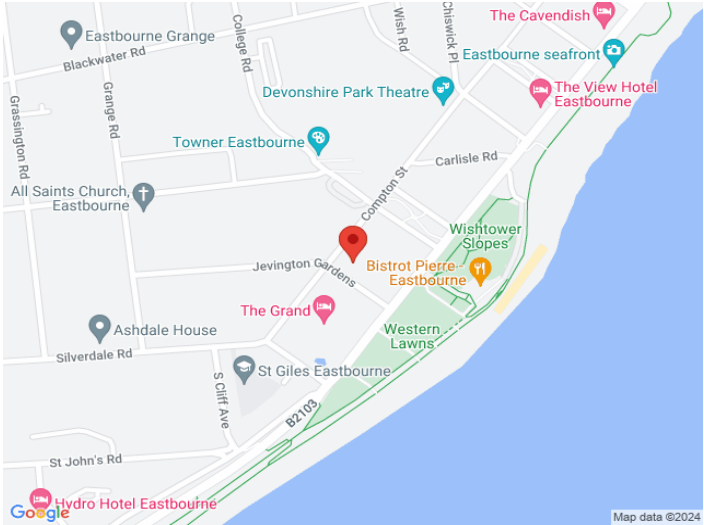 The Cavendish
Chiswick Pl
Wish Rd
College Rd
Eastbourne Grange
Eastbourne seafront
Blackwater Rd
The View Hotel
Eastbourne
Devonshire Park Theatre
Grassington Rd
Grange Rd
Towner Eastbourne
Carlisle Rd
All Saints Church,
Eastbourne
Compton St
Wishtower
Slopes
Jevington Gardens
Bistrot Pierre
Eastbourne
The Grand
Ashdale House
Western
Lawns
Silverdale Rd
St Giles Eastbourne
S Cliff Ave
B2103
St John's Rd
Hydro Hotel Eastbourne
Google
Map data ©2024